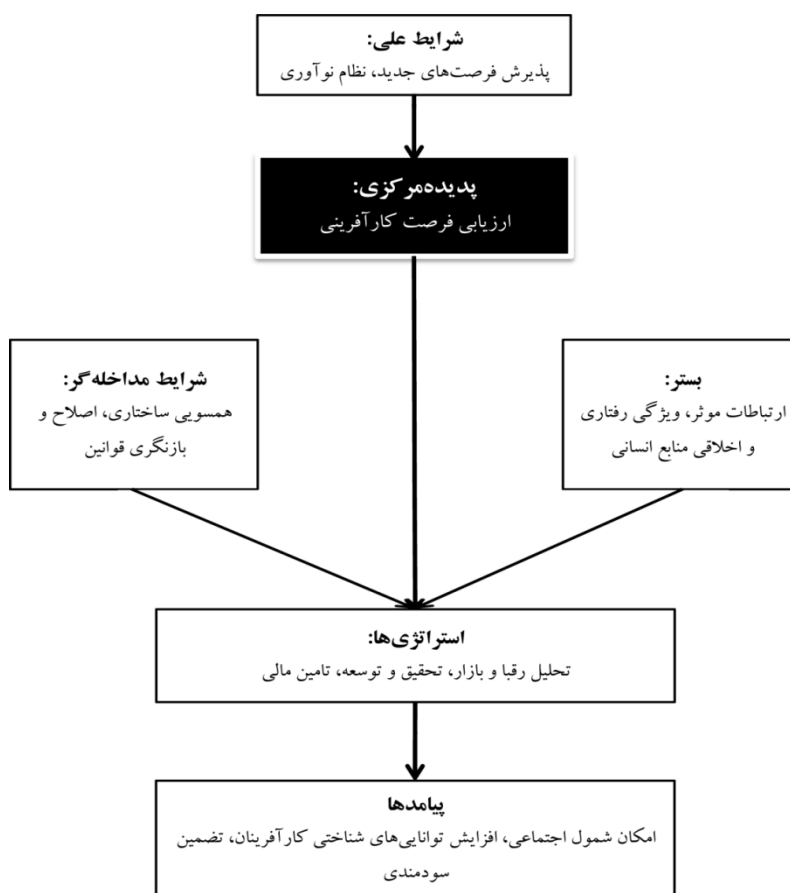 شرایط علی:
پذیرش فرصت‌های جدید، نظام نوآوری
پدیده‌مرکزی:
ارزیابی فرصت کارآفرینی
بستر:
ارتباطات موثر، ویژگی رفتاری
و اخلاقی منابع انسانی
شرایط مداخله‌گر:
همسویی ساختاری، اصلاح و
بازنگری قوانین
استراتژی‌ها:
تحلیل رقبا و بازار، تحقیق و توسعه، تامین مالی
پیامدها
امکان شمول اجتماعی، افزایش توانایی‌های شناختی کارآفرینان، تضمین
سودمندی